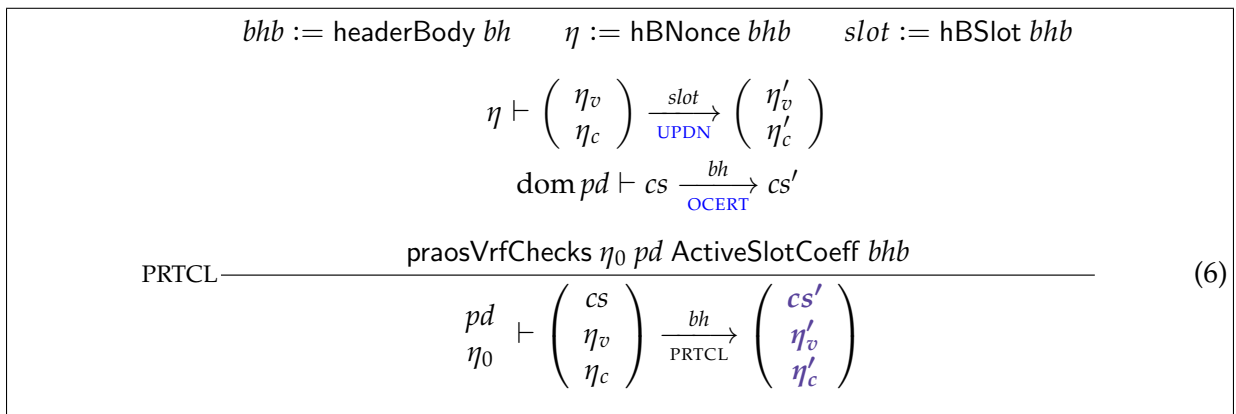 bhb := headerBody bh    η := hBNonce bhb    slot := hBSlot bhb
η ⊢ ( η_v η_c ) —slot→ UPDN ( η′_v η′_c )
dom pd ⊢ cs —bh→ OCERT cs′
praosVrfChecks η_0 pd ActiveSlotCoeff bhb
PRTCL (6)
pd η_0 ⊢ ( cs η_v η_c ) —bh→ PRTCL ( cs′ η′_v η′_c )